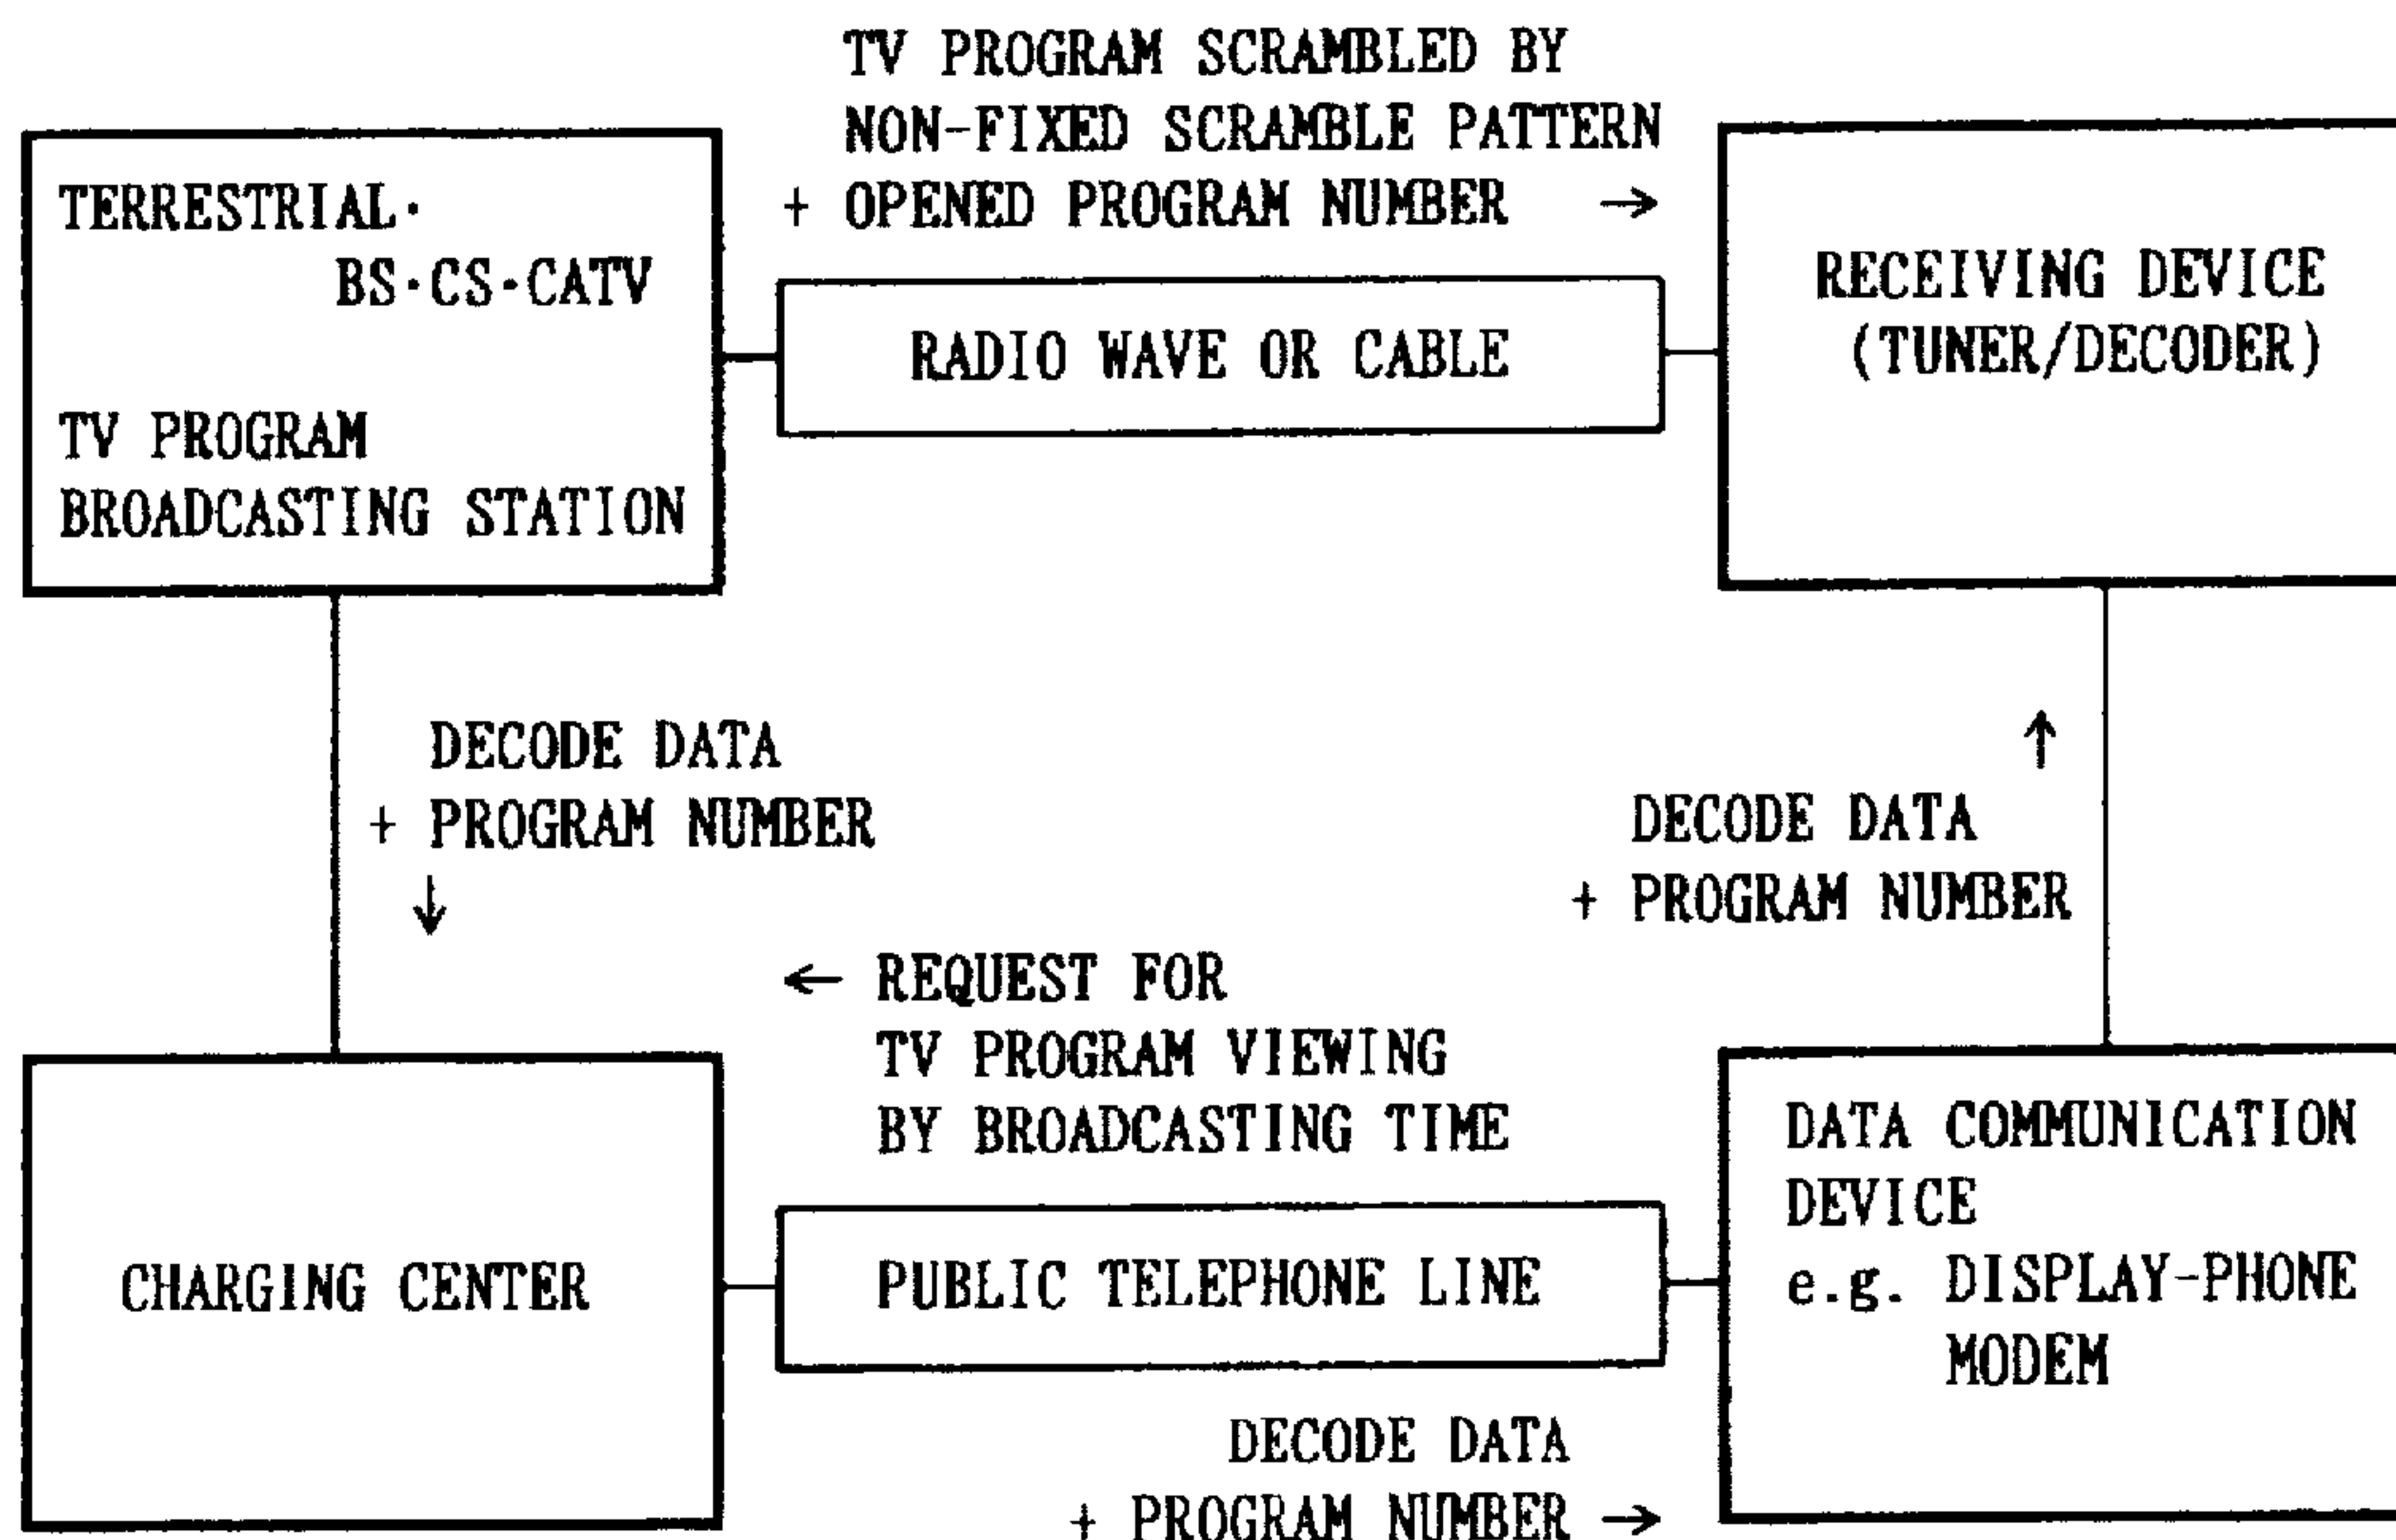 TV PROGRAM SCRAMBLED BY
NON-FIXED SCRAMBLE PATTERN
+ OPENED PROGRAM NUMBER →
TERRESTRIAL·
BS·CS·CATV
TV PROGRAM
BROADCASTING STATION
RADIO WAVE OR CABLE
RECEIVING DEVICE
(TUNER/DECODER)
DECODE DATA
+ PROGRAM NUMBER
↓
↑
DECODE DATA
+ PROGRAM NUMBER
← REQUEST FOR
TV PROGRAM VIEWING
BY BROADCASTING TIME
CHARGING CENTER
PUBLIC TELEPHONE LINE
DATA COMMUNICATION
DEVICE
e.g. DISPLAY-PHONE
MODEM
DECODE DATA
+ PROGRAM NUMBER →